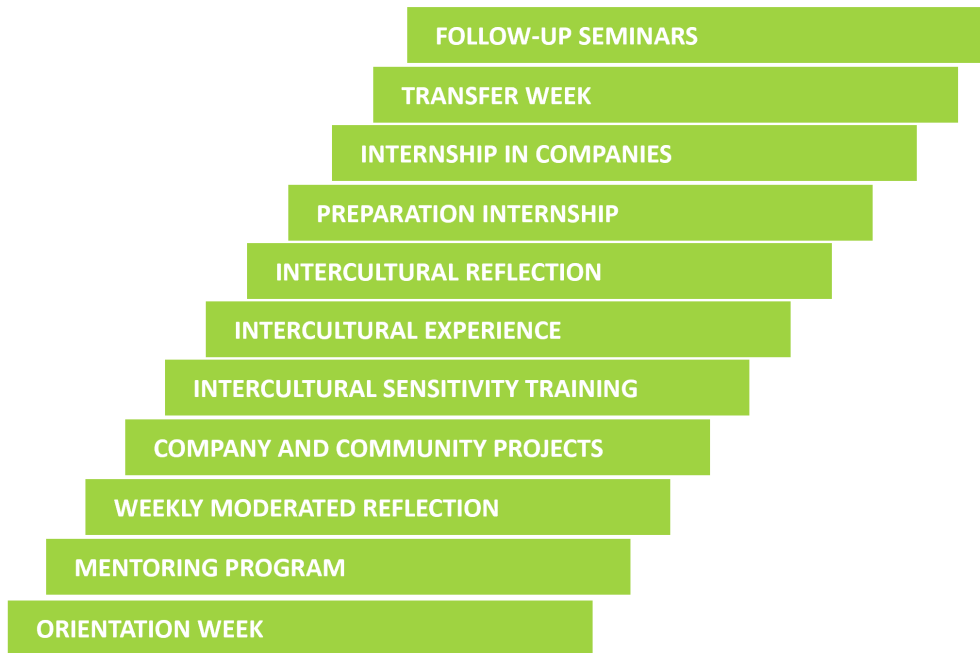 FOLLOW-UP SEMINARS
TRANSFER WEEK
INTERNSHIP IN COMPANIES
PREPARATION INTERNSHIP
INTERCULTURAL REFLECTION
INTERCULTURAL EXPERIENCE
INTERCULTURAL SENSITIVITY TRAINING
COMPANY AND COMMUNITY PROJECTS
WEEKLY MODERATED REFLECTION
MENTORING PROGRAM
ORIENTATION WEEK